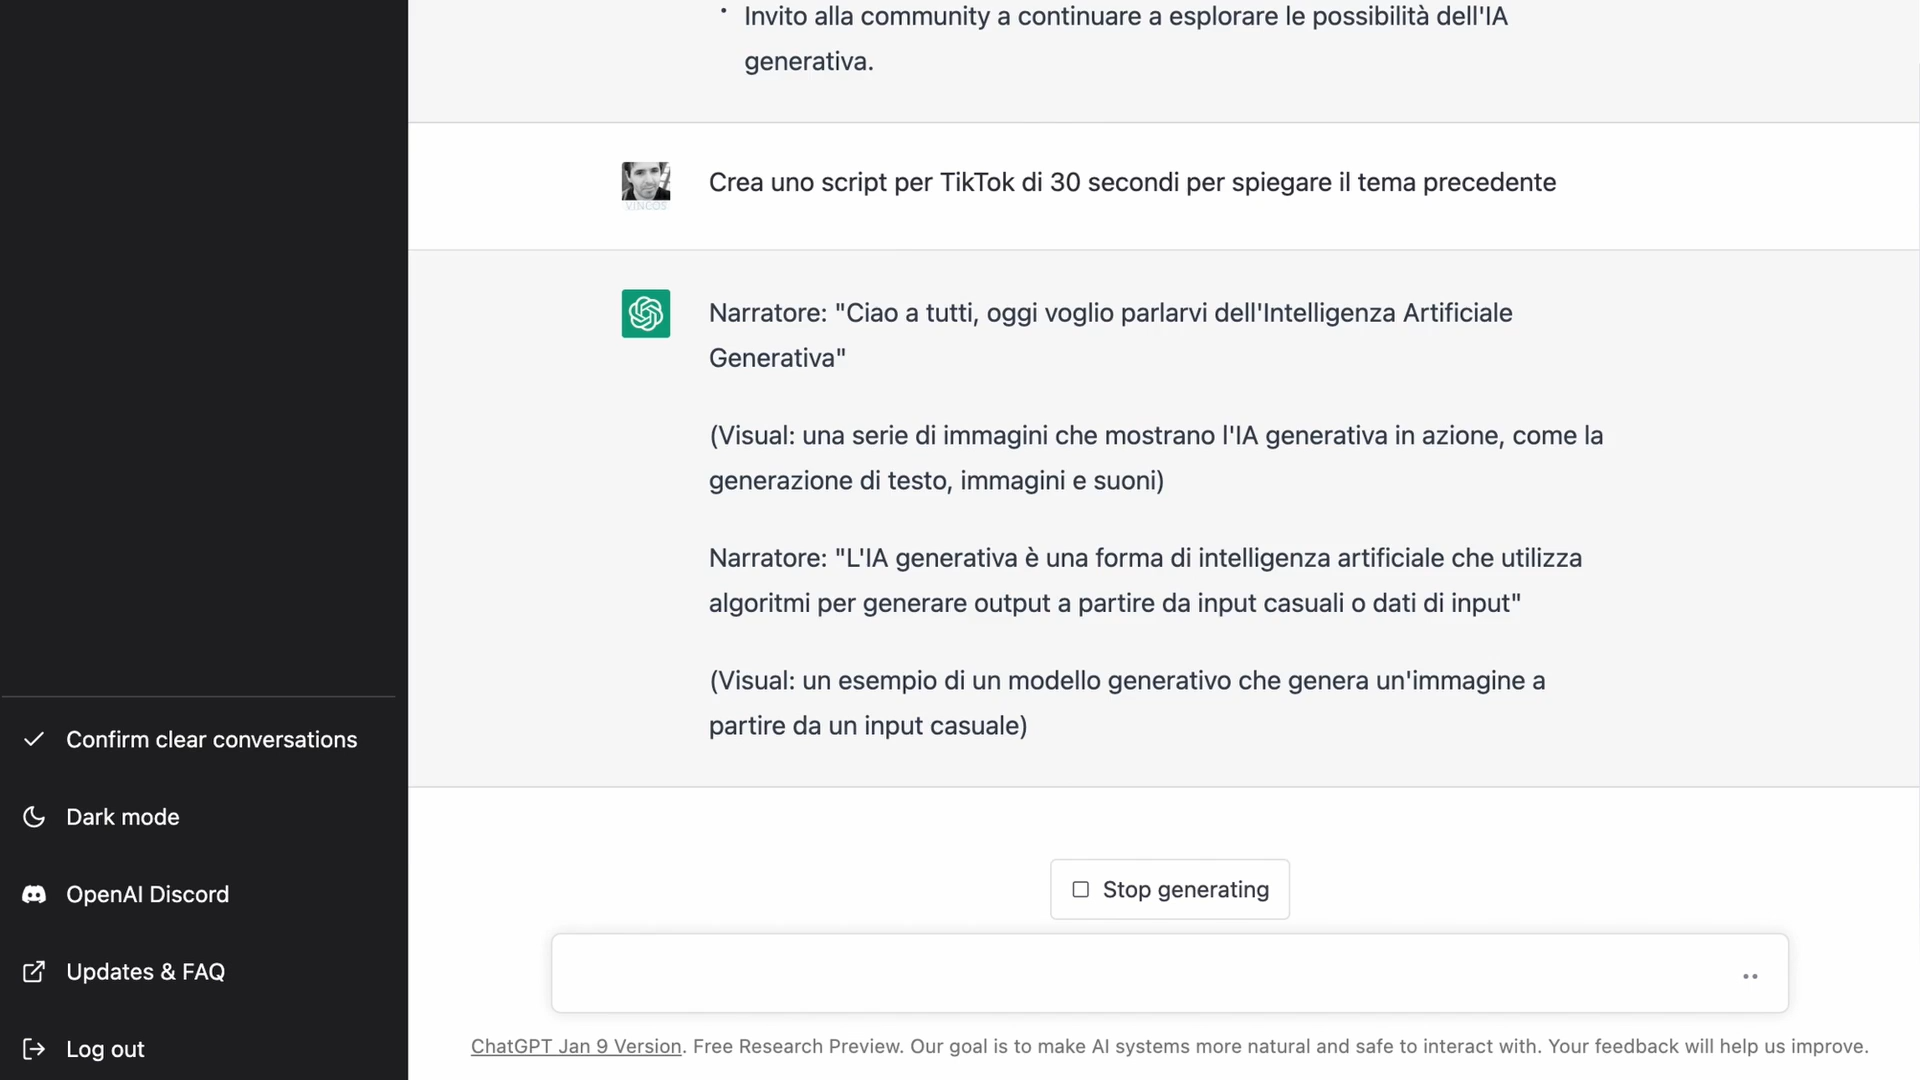 Invito alla community a continuare a esplorare le possibilità dell'IA
generativa.
VINCOS
Crea uno script per TikTok di 30 secondi per spiegare il tema precedente
Narratore: "Ciao a tutti, oggi voglio parlarvi dell'Intelligenza Artificiale
Generativa"
(Visual: una serie di immagini che mostrano l'IA generativa in azione, come la
generazione di testo, immagini e suoni)
Narratore: "L'IA generativa è una forma di intelligenza artificiale che utilizza
algoritmi per generare output a partire da input casuali o dati di input"
(Visual: un esempio di un modello generativo che genera un'immagine a
partire da un input casuale)
Confirm clear conversations
Dark mode
OpenAI Discord
Updates & FAQ
Log out
Stop generating
ChatGPT Jan 9 Version. Free Research Preview. Our goal is to make AI systems more natural and safe to interact with. Your feedback will help us improve.